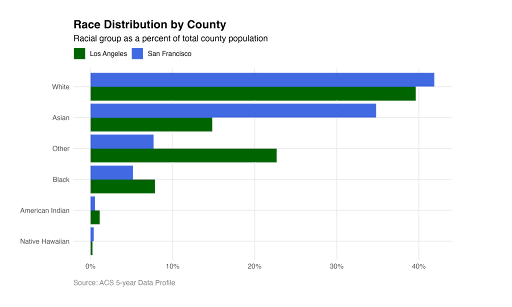 Race Distribution by County
Racial group as a percent of total county population
Los Angeles San Francisco
White
Asian
Other
Black
American Indian
Native Hawaiian
0% 10% 20% 30% 40%
Source: ACS 5-year Data Profile